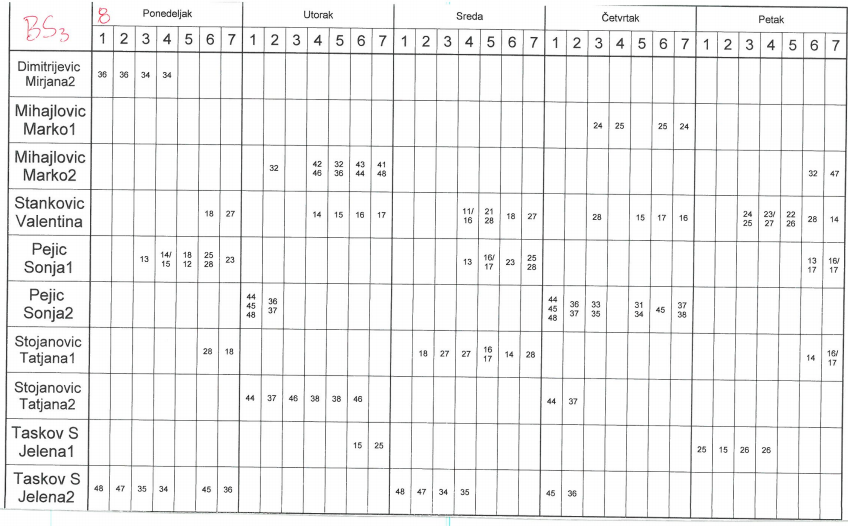 BS3 8 Ponedeljak Utorak Sreda Četvrtak Petak
1 2 3 4 5 6 7 1 2 3 4 5 6 7 1 2 3 4 5 6 7 1 2 3 4 5 6 7 1 2 3 4 5 6 7
Dimitrijevic
Mirjana2
36 36 34 34
Mihajlovic
Marko1
24 25 25 24
Mihajlovic
Marko2
32 42 46 32 36 43 44 41 48 32 47
Stankovic
Valentina
18 27 14 15 16 17 11/ 16 21 28 18 27 28 15 17 16 24 25 23/ 27 22 26 28 14
Pejic
Sonja1
13 14/ 15 18 12 25 28 23 13 16/ 17 23 25 28 13 17 16/ 17
Pejic
Sonja2
44 45 48 36 37 44 45 48 36 37 33 35 31 34 45 37 38
Stojanovic
Tatjana1
28 18 18 27 27 16 17 14 28 14 16/ 17
Stojanovic
Tatjana2
44 37 46 38 38 46 44 37
Taskov S
Jelena1
15 25 25 15 26 26
Taskov S
Jelena2
48 47 35 34 45 36 48 47 34 35 45 36